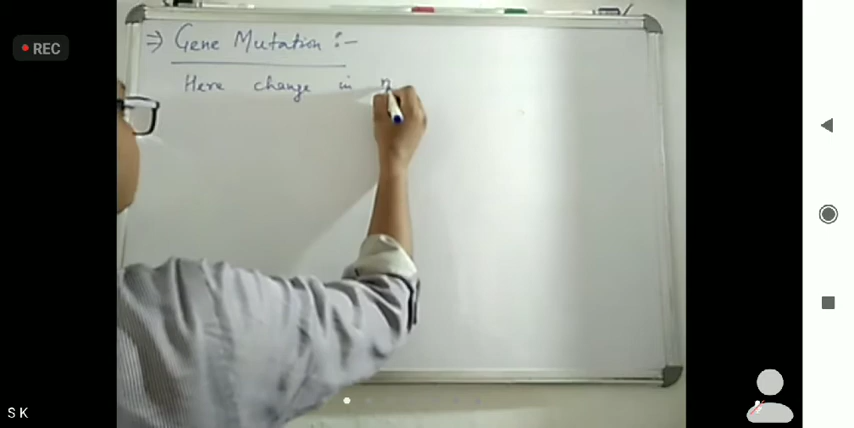 REC
⇒ Gene Mutation :-
Here change in n
S K